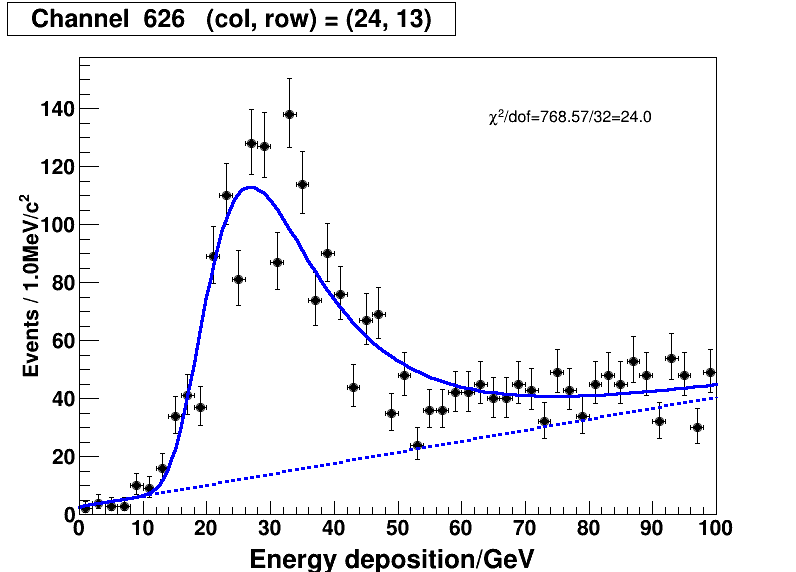 Channel 626 (col, row) = (24, 13)
χ²/dof=768.57/32=24.0
Events / 1.0MeV/c²
140
120
100
80
60
40
20
0
0 10 20 30 40 50 60 70 80 90 100
Energy deposition/GeV